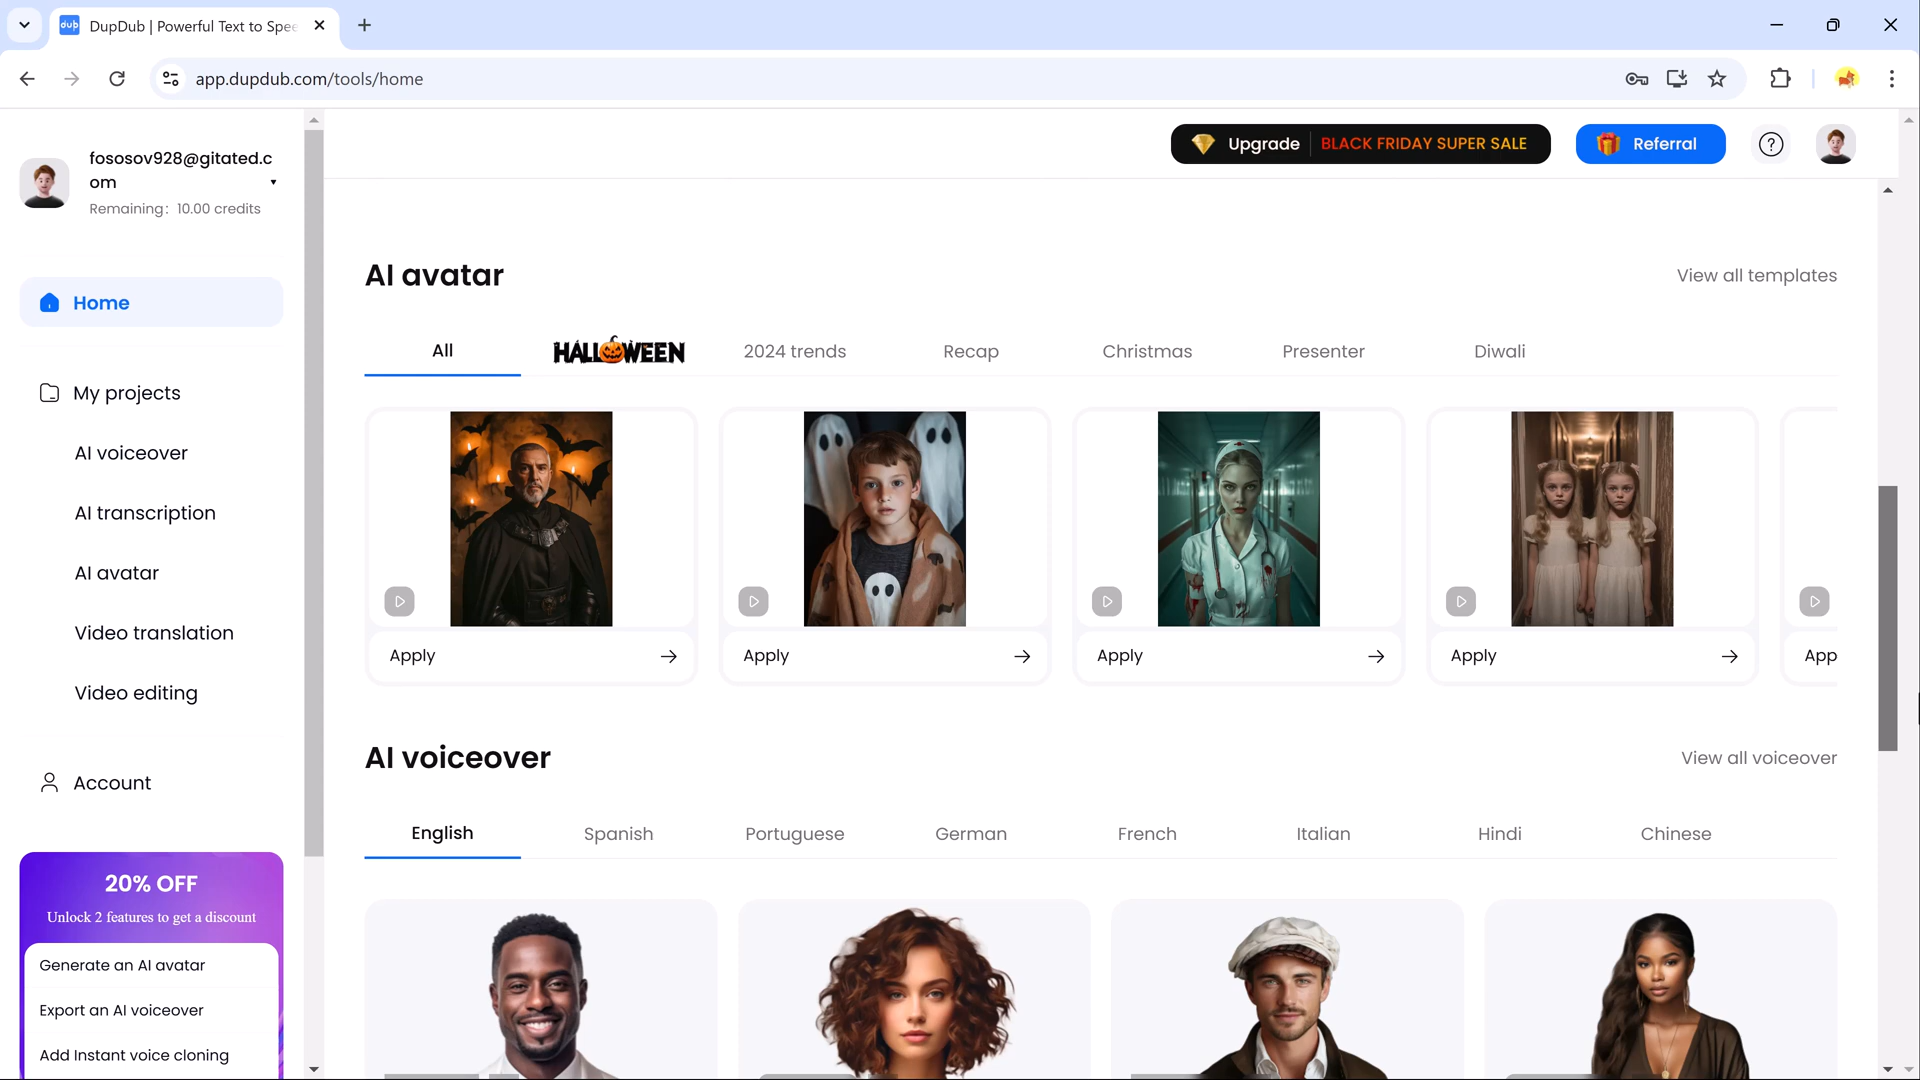 dub DupDub | Powerful Text to Spee
app.dupdub.com/tools/home
fososov928@gitated.c
om
Remaining: 10.00 credits
Upgrade BLACK FRIDAY SUPER SALE
Referral
?
Home
My projects
AI voiceover
AI transcription
AI avatar
Video translation
Video editing
Account
20% OFF
Unlock 2 features to get a discount
Generate an AI avatar
Export an AI voiceover
Add Instant voice cloning
AI avatar
View all templates
All
HALLOWEEN
2024 trends
Recap
Christmas
Presenter
Diwali
Apply
Apply
Apply
Apply
App
AI voiceover
View all voiceover
English
Spanish
Portuguese
German
French
Italian
Hindi
Chinese